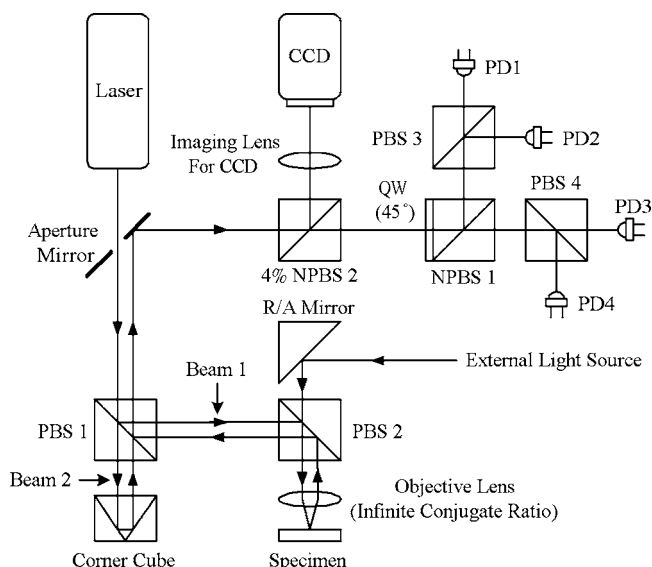 CCD
Laser
PD1
PBS 3
PD2
Imaging Lens
For CCD
QW
(45°)
PBS 4
PD3
Aperture
Mirror
4% NPBS 2
NPBS 1
R/A Mirror
PD4
External Light Source
Beam 1
PBS 1
PBS 2
Beam 2
Objective Lens
(Infinite Conjugate Ratio)
Corner Cube
Specimen